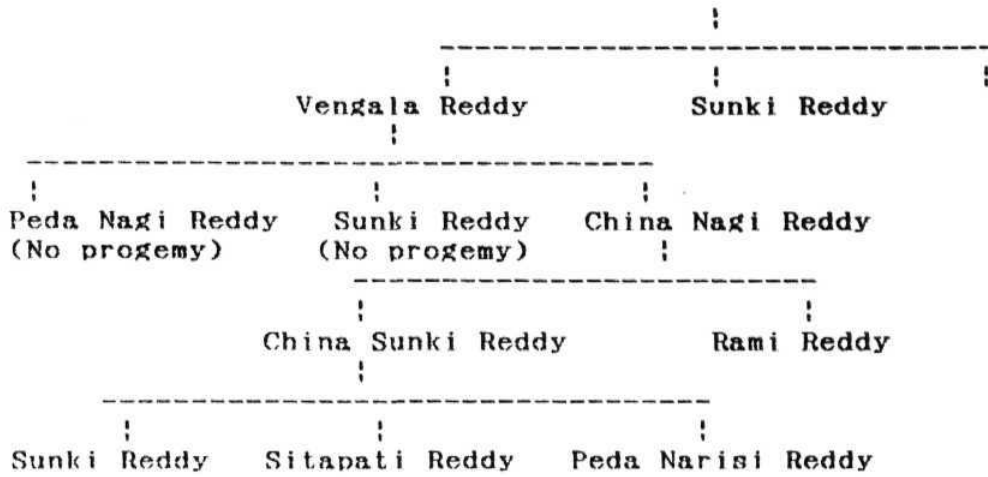 Vengala Reddy Sunki Reddy
Peda Nagi Reddy Sunki Reddy China Nagi Reddy
(No progemy) (No progemy)
China Sunki Reddy Rami Reddy
Sunki Reddy Sitapati Reddy Peda Narisi Reddy